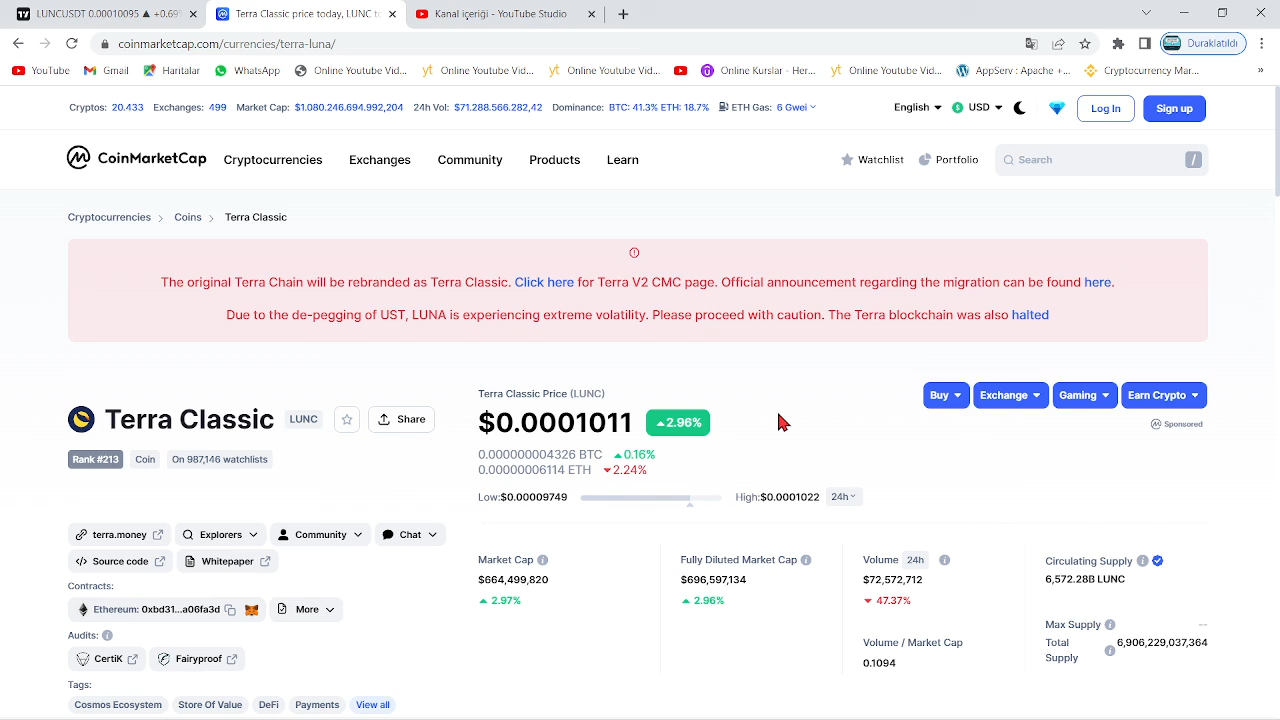 LUNCUSDT 0.00010095 ▲ +0.69
Terra Classic price today, LUNC to
Kanal içeriği - YouTube Studio
coinmarketcap.com/currencies/terra-luna/
Duraklatıldı
YouTube Gmail Haritalar WhatsApp Online Youtube Vid... Online Youtube Vid... Online Youtube Vid... Online Kurslar - Her... Online Youtube Vid... AppServ : Apache +... Cryptocurrency Mar... »
Cryptos: 20.433 Exchanges: 499 Market Cap: $1.080.246.694.992,204 24h Vol: $71.288.566.282,42 Dominance: BTC: 41.3% ETH: 18.7% ETH Gas: 6 Gwei
English USD Log In Sign up
CoinMarketCap Cryptocurrencies Exchanges Community Products Learn Watchlist Portfolio Search /
Cryptocurrencies > Coins > Terra Classic
The original Terra Chain will be rebranded as Terra Classic. Click here for Terra V2 CMC page. Official announcement regarding the migration can be found here.
Due to the de-pegging of UST, LUNA is experiencing extreme volatility. Please proceed with caution. The Terra blockchain was also halted
Terra Classic LUNC Share
Rank #213 Coin On 987,146 watchlists
Terra Classic Price (LUNC)
$0.0001011 ▲2.96%
0.000000004326 BTC ▲0.16%
0.00000006114 ETH ▼2.24%
Low:$0.00009749 High:$0.0001022 24h
Buy Exchange Gaming Earn Crypto
Sponsored
terra.money Explorers Community Chat
Source code Whitepaper
Contracts:
Ethereum: 0xbd31...a06fa3d More
Audits:
CertiK Fairyproof
Tags:
Cosmos Ecosystem Store Of Value DeFi Payments View all
Market Cap
$664,499,820
▲ 2.97%
Fully Diluted Market Cap
$696,597,134
▲ 2.96%
Volume 24h
$72,572,712
▼ 47.37%
Volume / Market Cap
0.1094
Circulating Supply
6,572.28B LUNC
Max Supply --
Total Supply 6,906,229,037,364